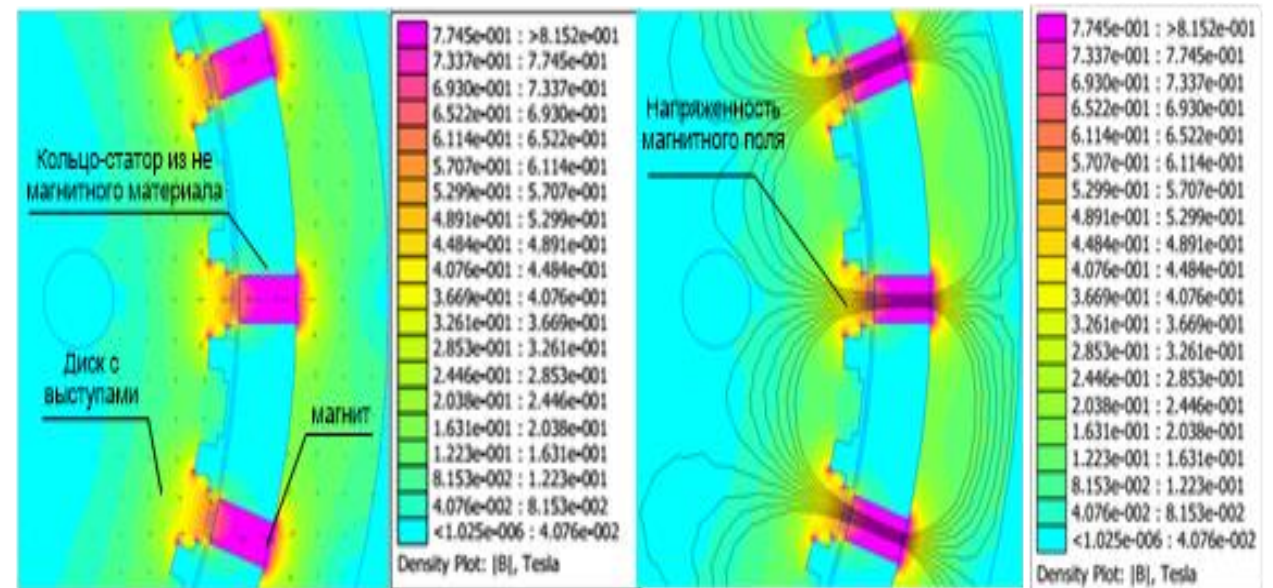 Кольцо-статор из не
магнитного материала
Диск с
выступами
магнит
7.745e-001 : >8.152e-001
7.337e-001 : 7.745e-001
6.930e-001 : 7.337e-001
6.522e-001 : 6.930e-001
6.114e-001 : 6.522e-001
5.707e-001 : 6.114e-001
5.299e-001 : 5.707e-001
4.891e-001 : 5.299e-001
4.484e-001 : 4.891e-001
4.076e-001 : 4.484e-001
3.669e-001 : 4.076e-001
3.261e-001 : 3.669e-001
2.853e-001 : 3.261e-001
2.446e-001 : 2.853e-001
2.038e-001 : 2.446e-001
1.631e-001 : 2.038e-001
1.223e-001 : 1.631e-001
8.153e-002 : 1.223e-001
4.076e-002 : 8.153e-002
<1.025e-006 : 4.076e-002
Density Plot: |B|, Tesla
Напряженность
магнитного поля
7.745e-001 : >8.152e-001
7.337e-001 : 7.745e-001
6.930e-001 : 7.337e-001
6.522e-001 : 6.930e-001
6.114e-001 : 6.522e-001
5.707e-001 : 6.114e-001
5.299e-001 : 5.707e-001
4.891e-001 : 5.299e-001
4.484e-001 : 4.891e-001
4.076e-001 : 4.484e-001
3.669e-001 : 4.076e-001
3.261e-001 : 3.669e-001
2.853e-001 : 3.261e-001
2.446e-001 : 2.853e-001
2.038e-001 : 2.446e-001
1.631e-001 : 2.038e-001
1.223e-001 : 1.631e-001
8.153e-002 : 1.223e-001
4.076e-002 : 8.153e-002
<1.025e-006 : 4.076e-002
Density Plot: |B|, Tesla